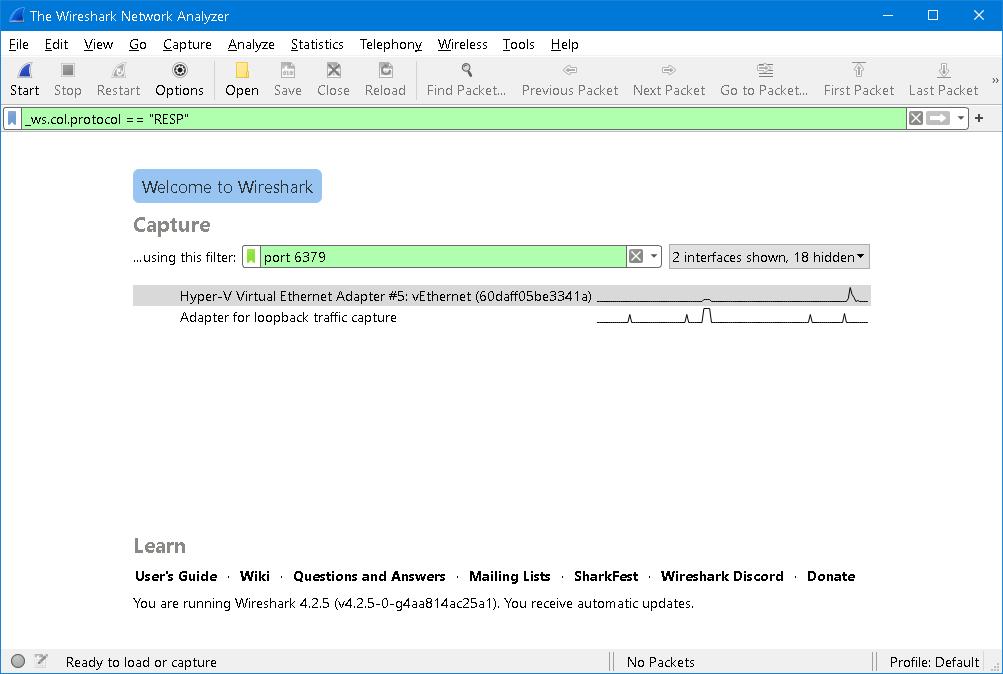 The Wireshark Network Analyzer
File Edit View Go Capture Analyze Statistics Telephony Wireless Tools Help
Start Stop Restart Options Open Save Close Reload Find Packet... Previous Packet Next Packet Go to Packet... First Packet Last Packet »
_ws.col.protocol == "RESP" +
Welcome to Wireshark
Capture
...using this filter: port 6379 2 interfaces shown, 18 hidden
Hyper-V Virtual Ethernet Adapter #5: vEthernet (60daff05be3341a)
Adapter for loopback traffic capture
Learn
User's Guide · Wiki · Questions and Answers · Mailing Lists · SharkFest · Wireshark Discord · Donate
You are running Wireshark 4.2.5 (v4.2.5-0-g4aa814ac25a1). You receive automatic updates.
Ready to load or capture No Packets Profile: Default